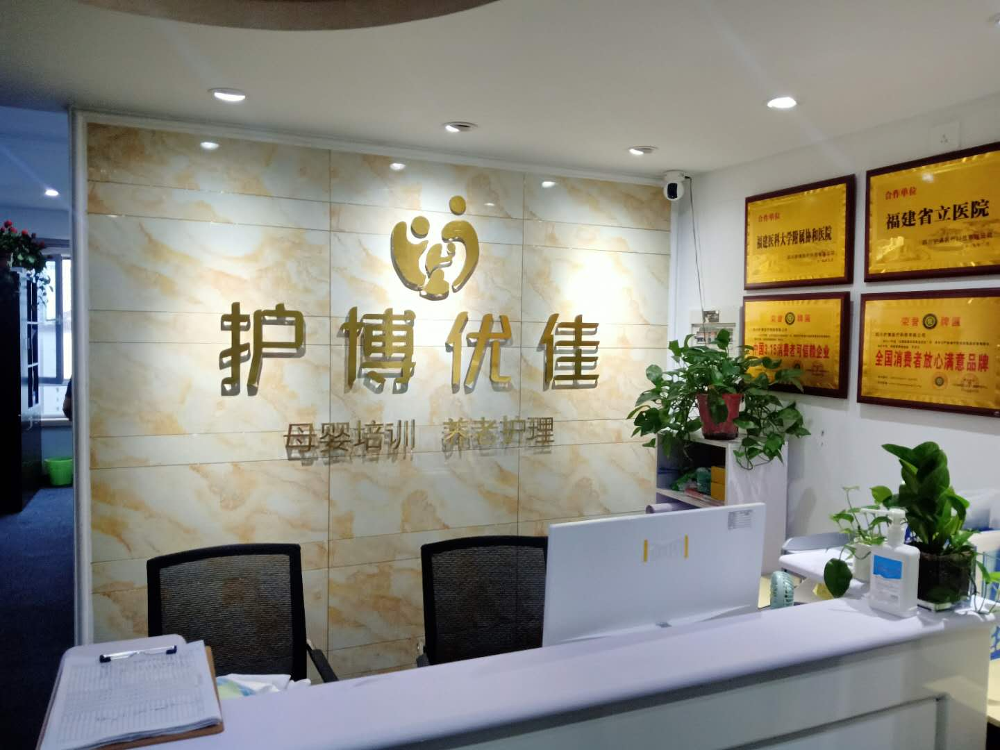 护博优佳
母婴培训 养老护理
合作单位
福建医科大学附属协和医院
合作单位
福建省立医院
荣誉牌匾
中国3.15消费者可信赖企业
荣誉牌匾
全国消费者放心满意品牌